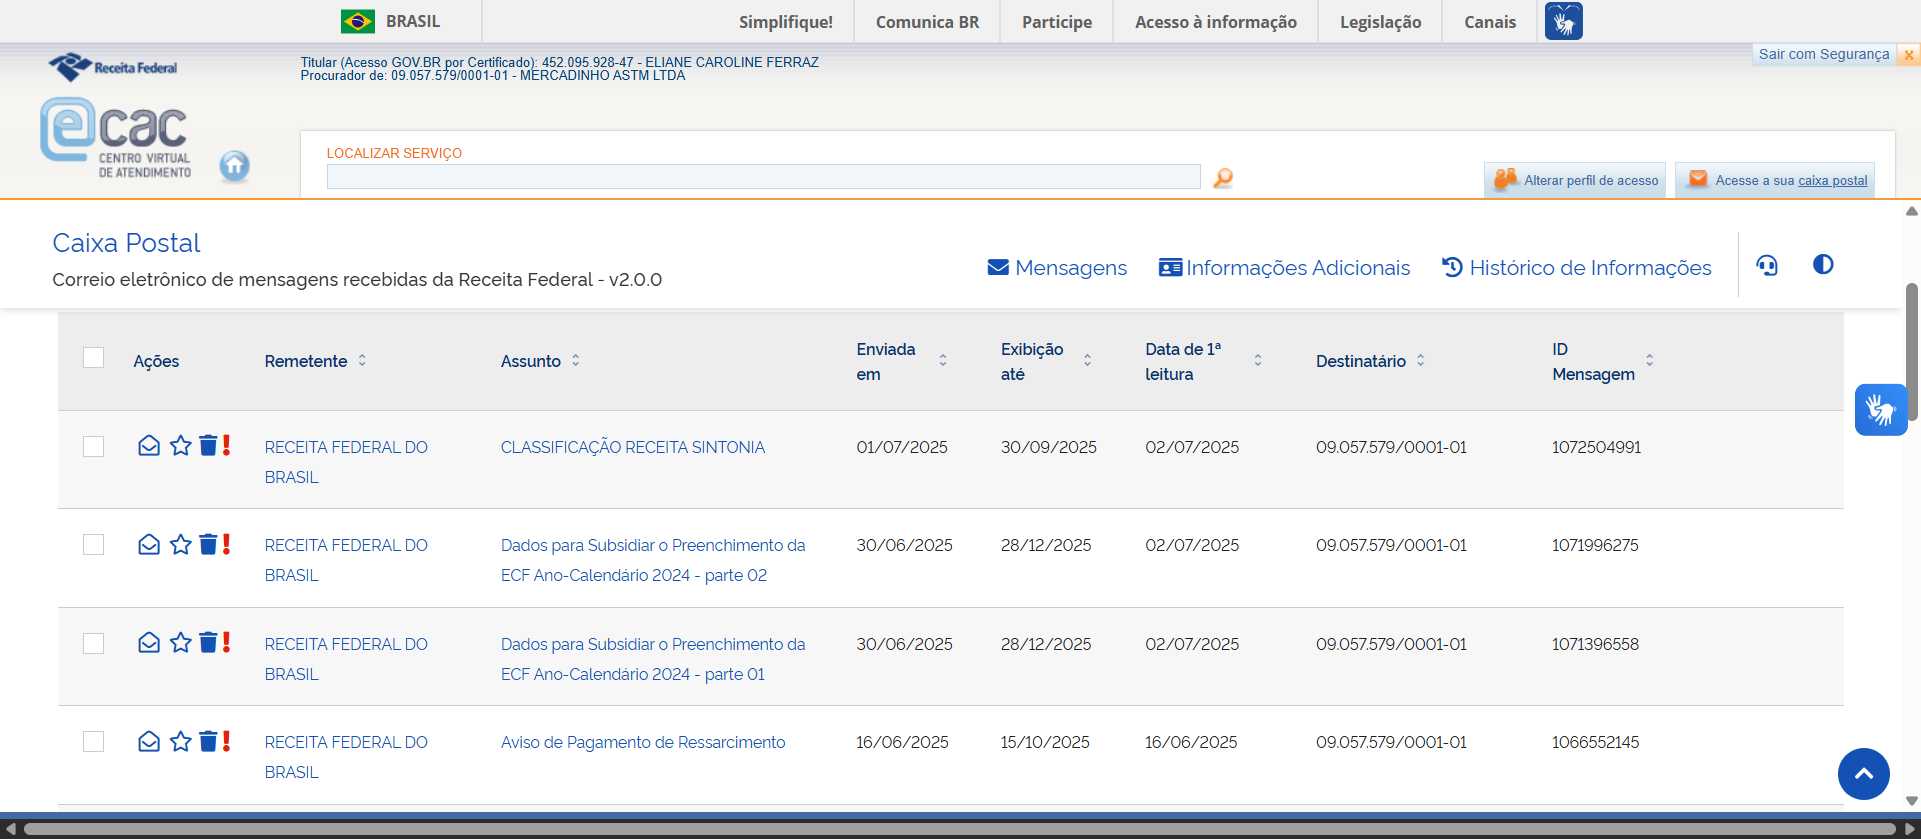 BRASIL
Simplifique!
Comunica BR
Participe
Acesso à informação
Legislação
Canais
Receita Federal
Titular (Acesso GOV.BR por Certificado): 452.095.928-47 - ELIANE CAROLINE FERRAZ
Procurador de: 09.057.579/0001-01 - MERCADINHO ASTM LTDA
Sair com Segurança
x
ecac
CENTRO VIRTUAL
DE ATENDIMENTO
LOCALIZAR SERVIÇO
Alterar perfil de acesso
Acesse a sua caixa postal
Caixa Postal
Correio eletrônico de mensagens recebidas da Receita Federal - v2.0.0
Mensagens
Informações Adicionais
Histórico de Informações
Ações
Remetente
Assunto
Enviada
em
Exibição
até
Data de 1ª
leitura
Destinatário
ID
Mensagem
RECEITA FEDERAL DO
BRASIL
CLASSIFICAÇÃO RECEITA SINTONIA
01/07/2025
30/09/2025
02/07/2025
09.057.579/0001-01
1072504991
RECEITA FEDERAL DO
BRASIL
Dados para Subsidiar o Preenchimento da
ECF Ano-Calendário 2024 - parte 02
30/06/2025
28/12/2025
02/07/2025
09.057.579/0001-01
1071996275
RECEITA FEDERAL DO
BRASIL
Dados para Subsidiar o Preenchimento da
ECF Ano-Calendário 2024 - parte 01
30/06/2025
28/12/2025
02/07/2025
09.057.579/0001-01
1071396558
RECEITA FEDERAL DO
BRASIL
Aviso de Pagamento de Ressarcimento
16/06/2025
15/10/2025
16/06/2025
09.057.579/0001-01
1066552145